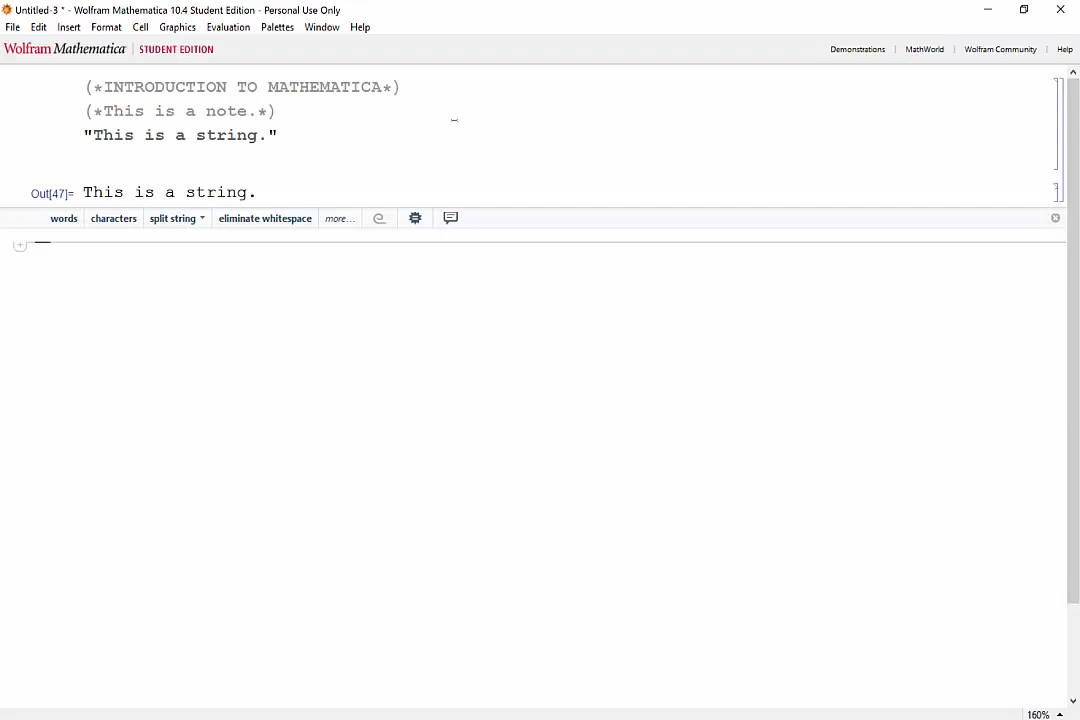 Untitled-3 * - Wolfram Mathematica 10.4 Student Edition - Personal Use Only
File Edit Insert Format Cell Graphics Evaluation Palettes Window Help
Wolfram Mathematica | STUDENT EDITION Demonstrations | MathWorld | Wolfram Community | Help
(*INTRODUCTION TO MATHEMATICA*)
(*This is a note.*)
"This is a string."
Out[47]= This is a string.
words characters split string eliminate whitespace more...
160%